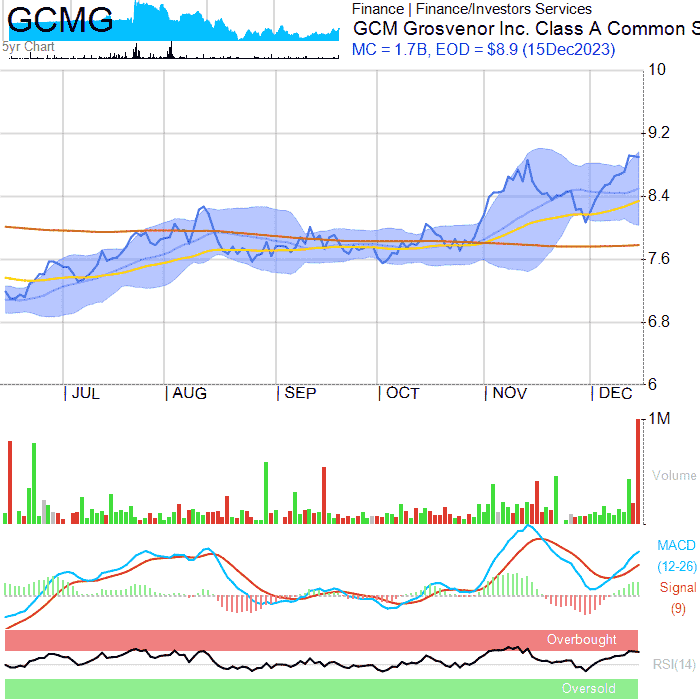 GCMG
Finance | Finance/Investors Services
GCM Grosvenor Inc. Class A Common S
MC = 1.7B, EOD = $8.9 (15Dec2023)
5yr Chart
10
9.2
8.4
7.6
6.8
6
JUL
AUG
SEP
OCT
NOV
DEC
1M
Volume
MACD
(12-26)
Signal
(9)
Overbought
RSI(14)
Oversold